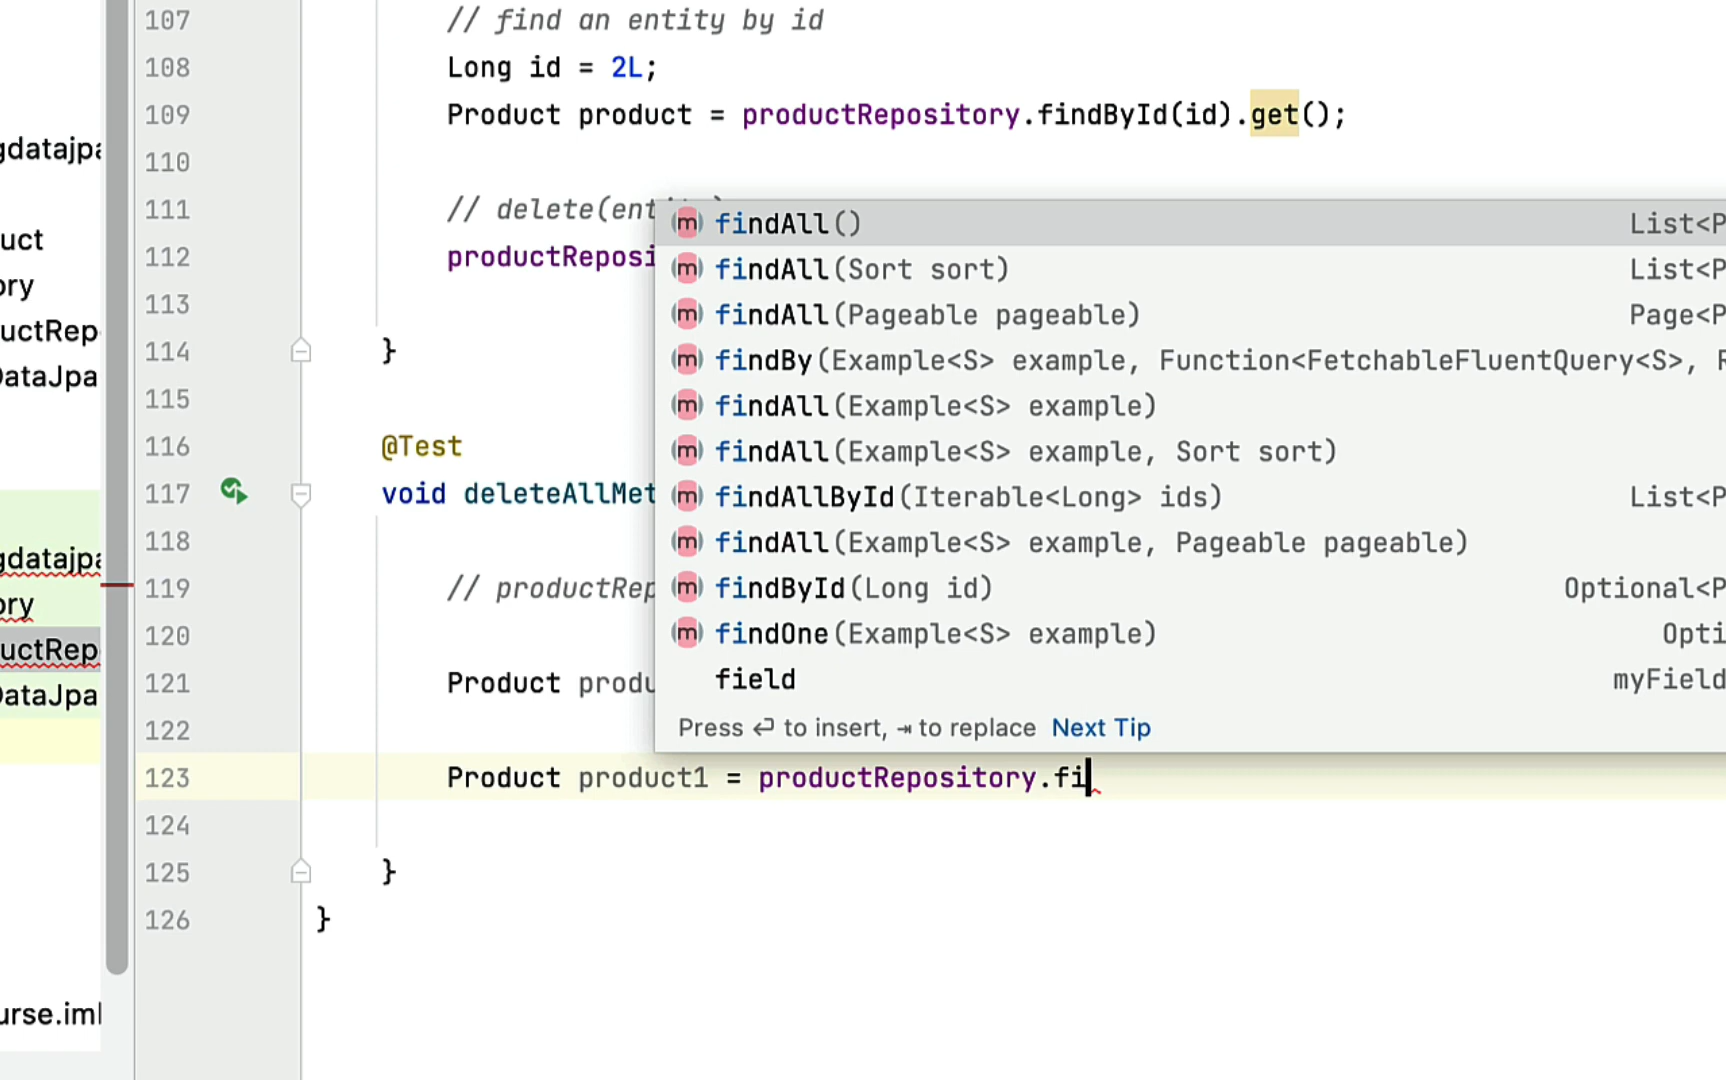 107 // find an entity by id
108 Long id = 2L;
109 Product product = productRepository.findById(id).get();
110
111 // delete(ent
112 productReposi
113
114 }
115
116 @Test
117 void deleteAllMet
118
119 // productRep
120
121 Product produ
122
123 Product product1 = productRepository.fi
124
125 }
126 }
findAll() List<P
findAll(Sort sort) List<P
findAll(Pageable pageable) Page<P
findBy(Example<S> example, Function<FetchableFluentQuery<S>, R
findAll(Example<S> example)
findAll(Example<S> example, Sort sort)
findAllById(Iterable<Long> ids) List<P
findAll(Example<S> example, Pageable pageable)
findById(Long id) Optional<P
findOne(Example<S> example) Opti
field myField
Press ↵ to insert, ⇥ to replace Next Tip
gdatajpa
uct
ory
uctRep
DataJpa
gdatajpa
ory
uctRep
DataJpa
urse.iml